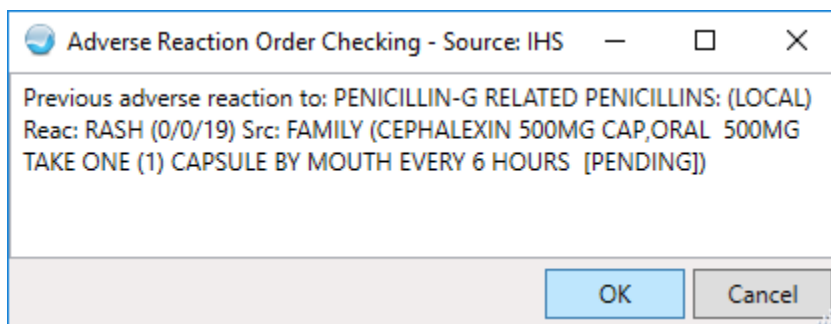 Adverse Reaction Order Checking - Source: IHS
Previous adverse reaction to: PENICILLIN-G RELATED PENICILLINS: (LOCAL)
Reac: RASH (0/0/19) Src: FAMILY (CEPHALEXIN 500MG CAP,ORAL  500MG
TAKE ONE (1) CAPSULE BY MOUTH EVERY 6 HOURS  [PENDING])
OK Cancel